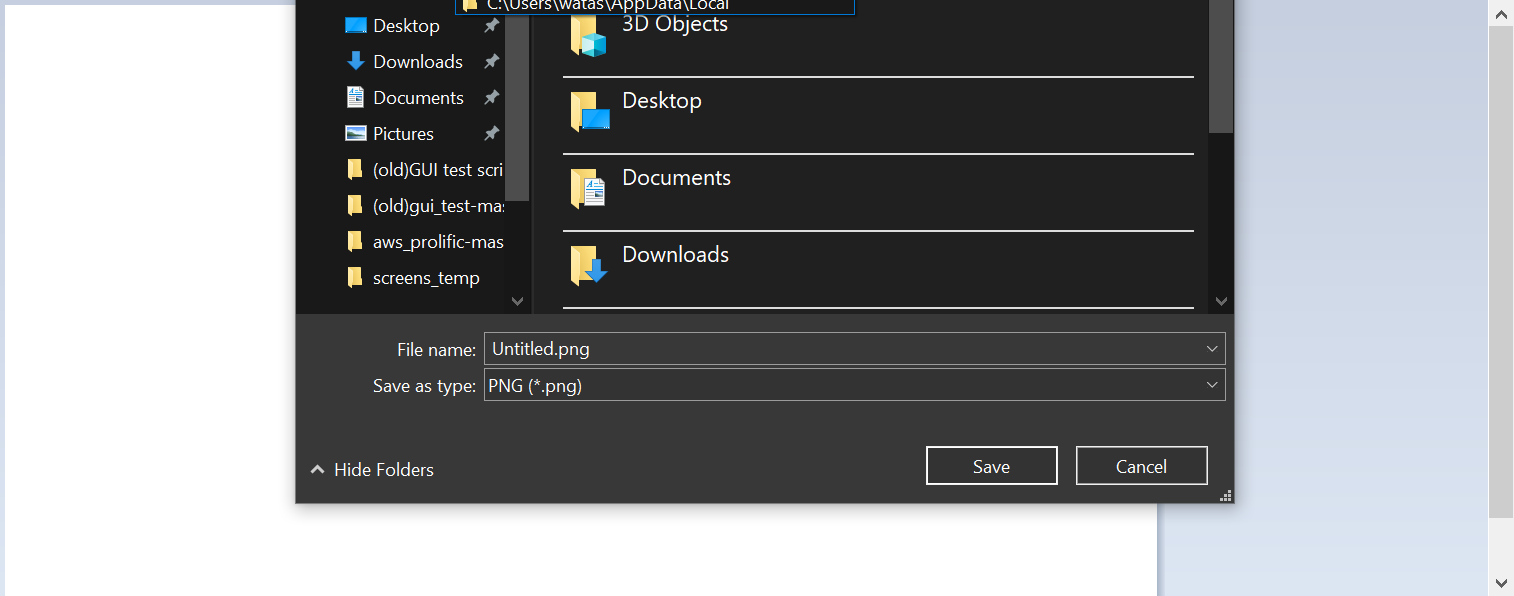 C:\Users\watas\AppData\Local
Desktop
Downloads
Documents
Pictures
(old)GUI test scri
(old)gui_test-mas
aws_prolific-mas
screens_temp
3D Objects
Desktop
Documents
Downloads
File name: Untitled.png
Save as type: PNG (*.png)
Hide Folders
Save
Cancel